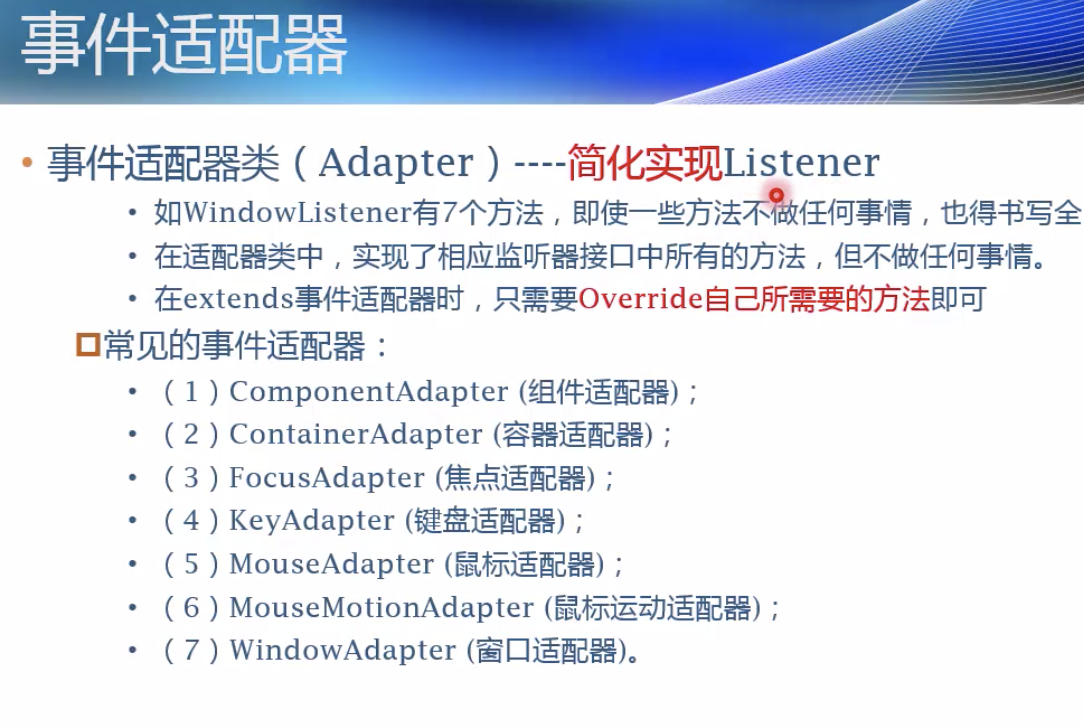 事件适配器
事件适配器类（Adapter）----简化实现Listener
如WindowListener有7个方法，即使一些方法不做任何事情，也得书写全
在适配器类中，实现了相应监听器接口中所有的方法，但不做任何事情。
在extends事件适配器时，只需要Override自己所需要的方法即可
常见的事件适配器：
（1）ComponentAdapter (组件适配器)；
（2）ContainerAdapter (容器适配器)；
（3）FocusAdapter (焦点适配器)；
（4）KeyAdapter (键盘适配器)；
（5）MouseAdapter (鼠标适配器)；
（6）MouseMotionAdapter (鼠标运动适配器)；
（7）WindowAdapter (窗口适配器)。